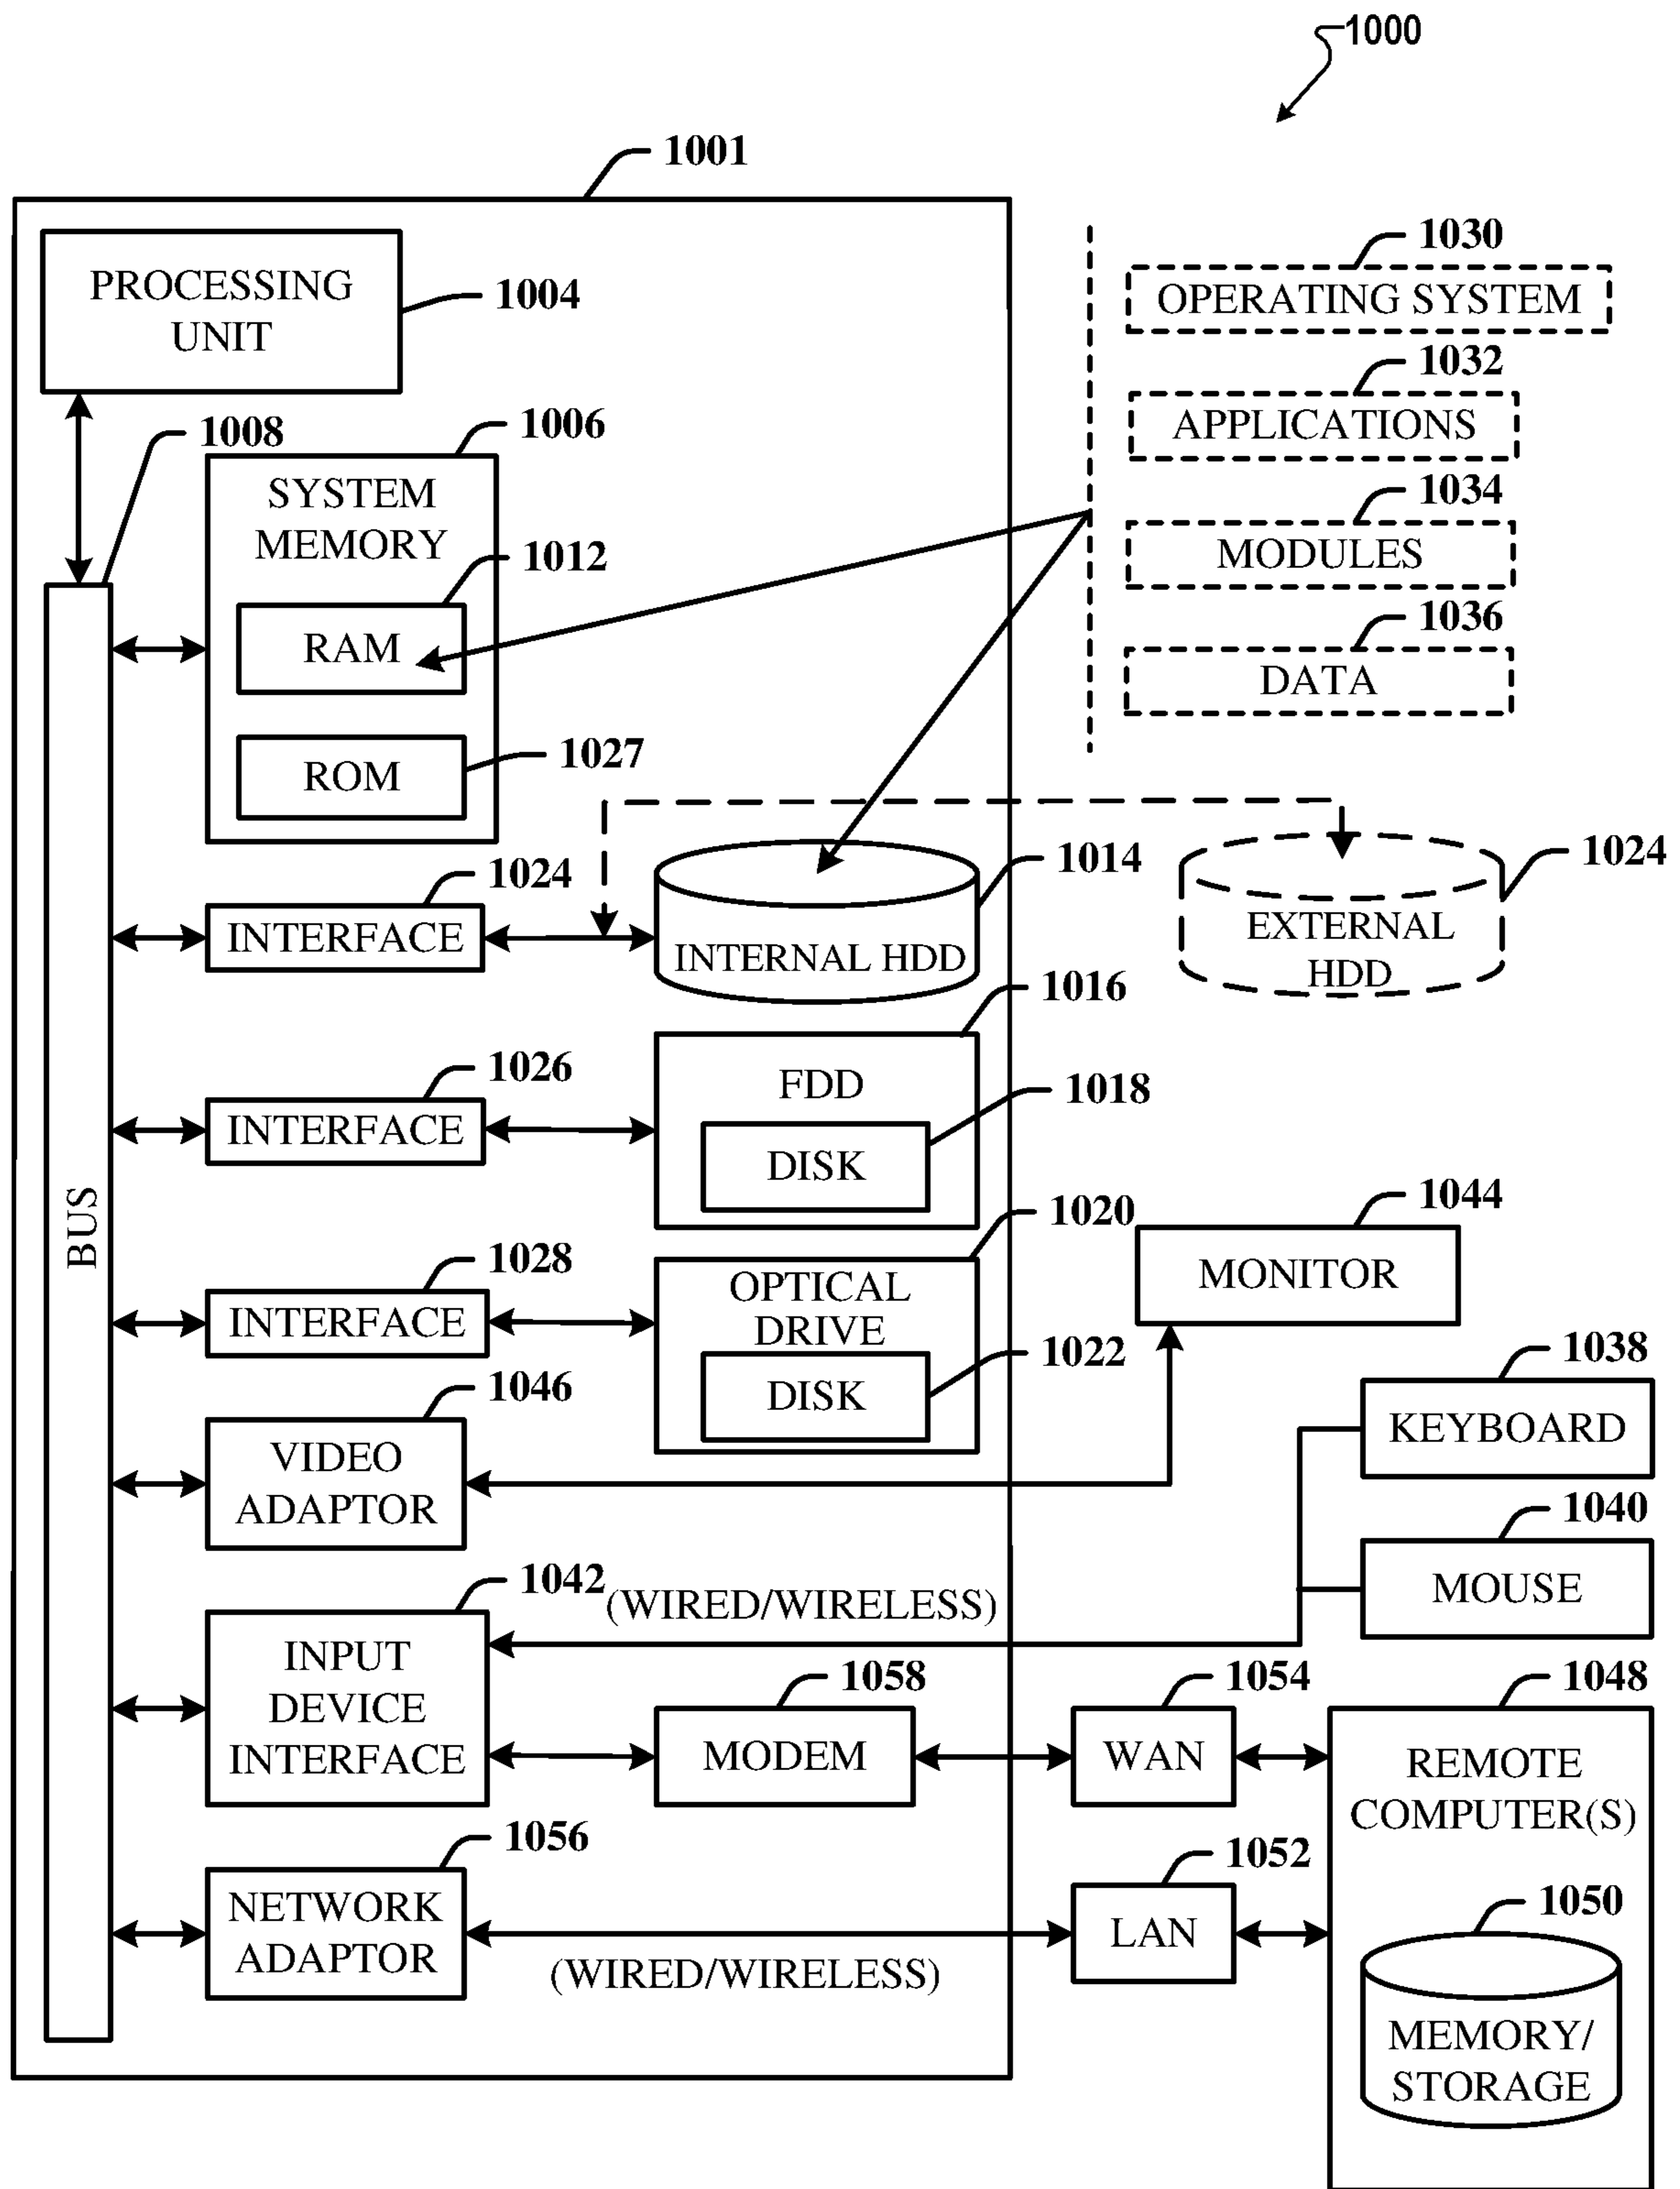 1000
1001
PROCESSING
UNIT
1004
1030
OPERATING SYSTEM
1032
APPLICATIONS
1034
MODULES
1036
DATA
1008
1006
SYSTEM
MEMORY
1012
RAM
1027
ROM
BUS
1024
INTERFACE
1014
INTERNAL HDD
1024
EXTERNAL
HDD
1016
FDD
1026
INTERFACE
1018
DISK
1020
OPTICAL
DRIVE
1028
INTERFACE
1022
DISK
1044
MONITOR
1046
VIDEO
ADAPTOR
1038
KEYBOARD
1040
MOUSE
1042
(WIRED/WIRELESS)
INPUT
DEVICE
INTERFACE
1058
MODEM
1054
WAN
1048
REMOTE
COMPUTER(S)
1056
NETWORK
ADAPTOR
(WIRED/WIRELESS)
1052
LAN
1050
MEMORY/
STORAGE